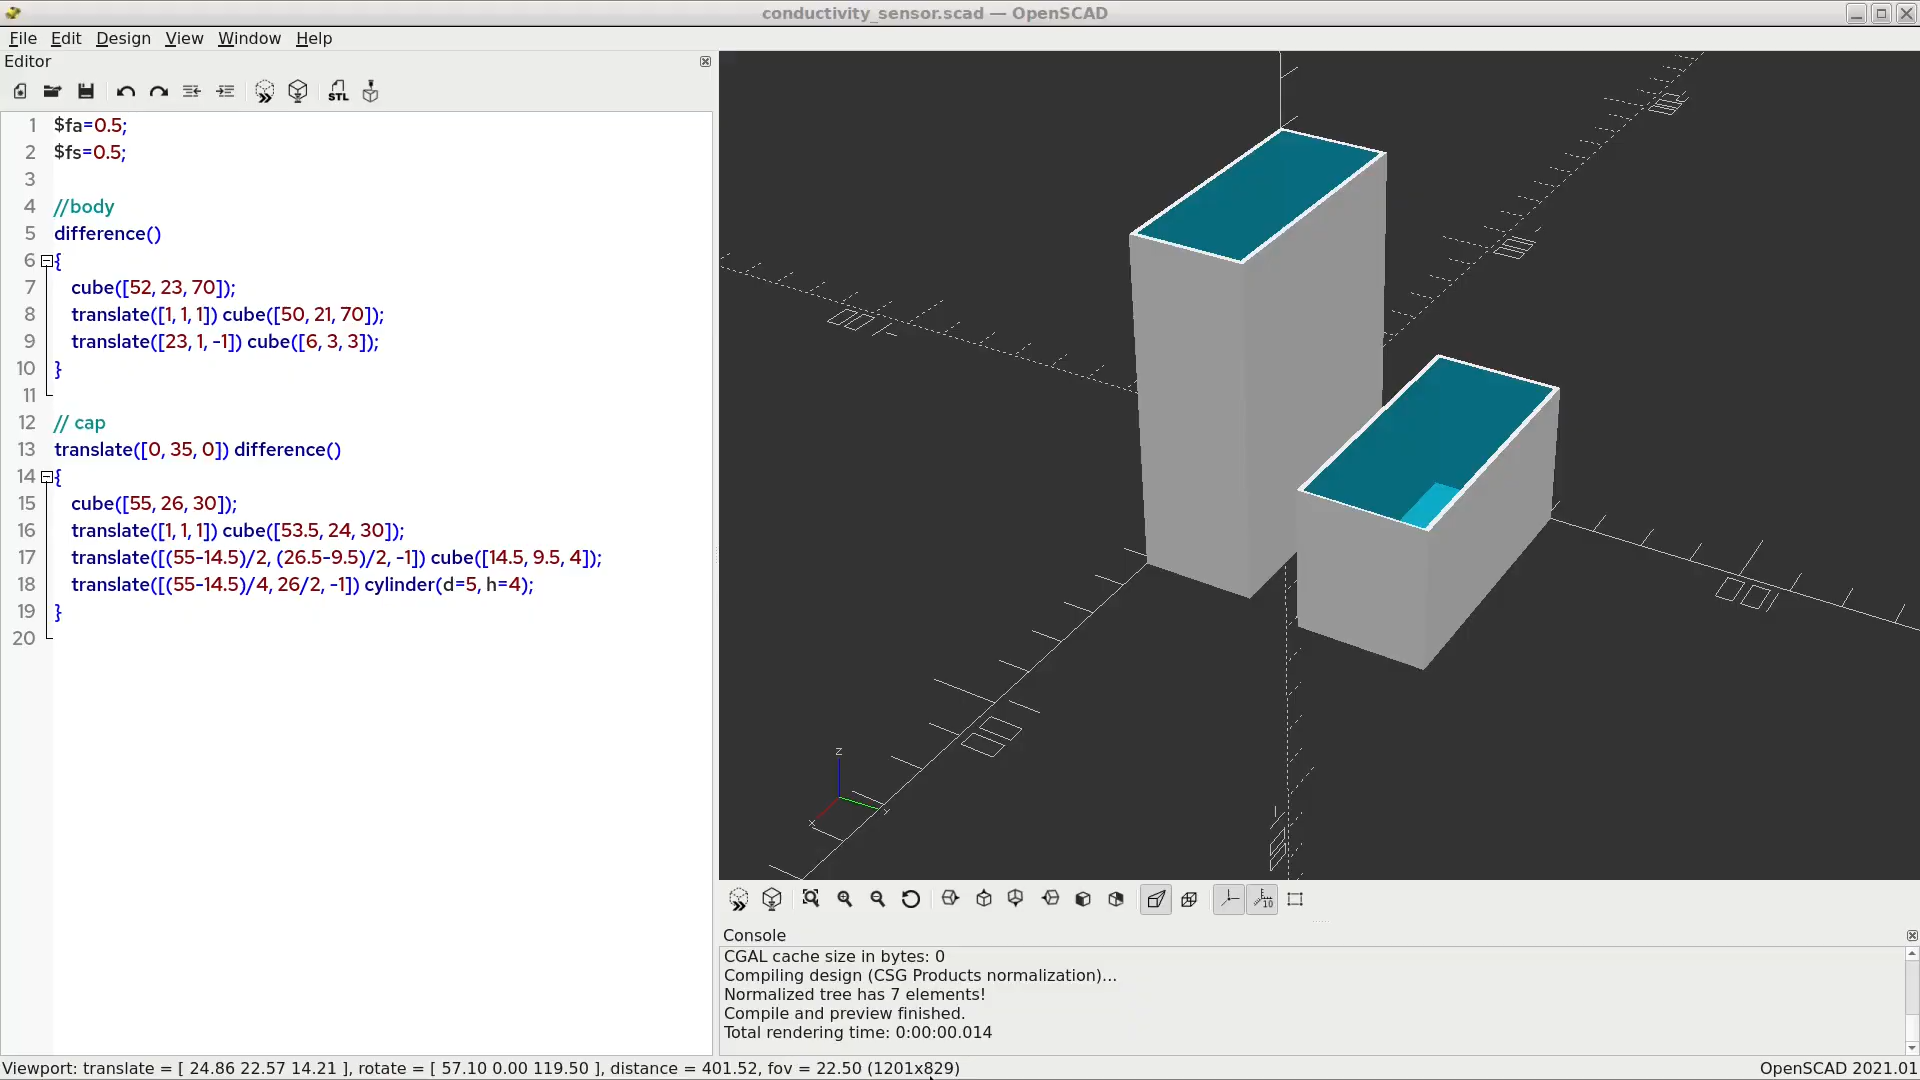 conductivity_sensor.scad — OpenSCAD
File Edit Design View Window Help
Editor
STL
1 $fa=0.5;
2 $fs=0.5;
3
4 //body
5 difference()
6 {
7 cube([52, 23, 70]);
8 translate([1, 1, 1]) cube([50, 21, 70]);
9 translate([23, 1, -1]) cube([6, 3, 3]);
10 }
11
12 // cap
13 translate([0, 35, 0]) difference()
14 {
15 cube([55, 26, 30]);
16 translate([1, 1, 1]) cube([53.5, 24, 30]);
17 translate([(55-14.5)/2, (26.5-9.5)/2, -1]) cube([14.5, 9.5, 4]);
18 translate([(55-14.5)/4, 26/2, -1]) cylinder(d=5, h=4);
19 }
20
z
x
10
Console
CGAL cache size in bytes: 0
Compiling design (CSG Products normalization)...
Normalized tree has 7 elements!
Compile and preview finished.
Total rendering time: 0:00:00.014
Viewport: translate = [ 24.86 22.57 14.21 ], rotate = [ 57.10 0.00 119.50 ], distance = 401.52, fov = 22.50 (1201x829)
OpenSCAD 2021.01